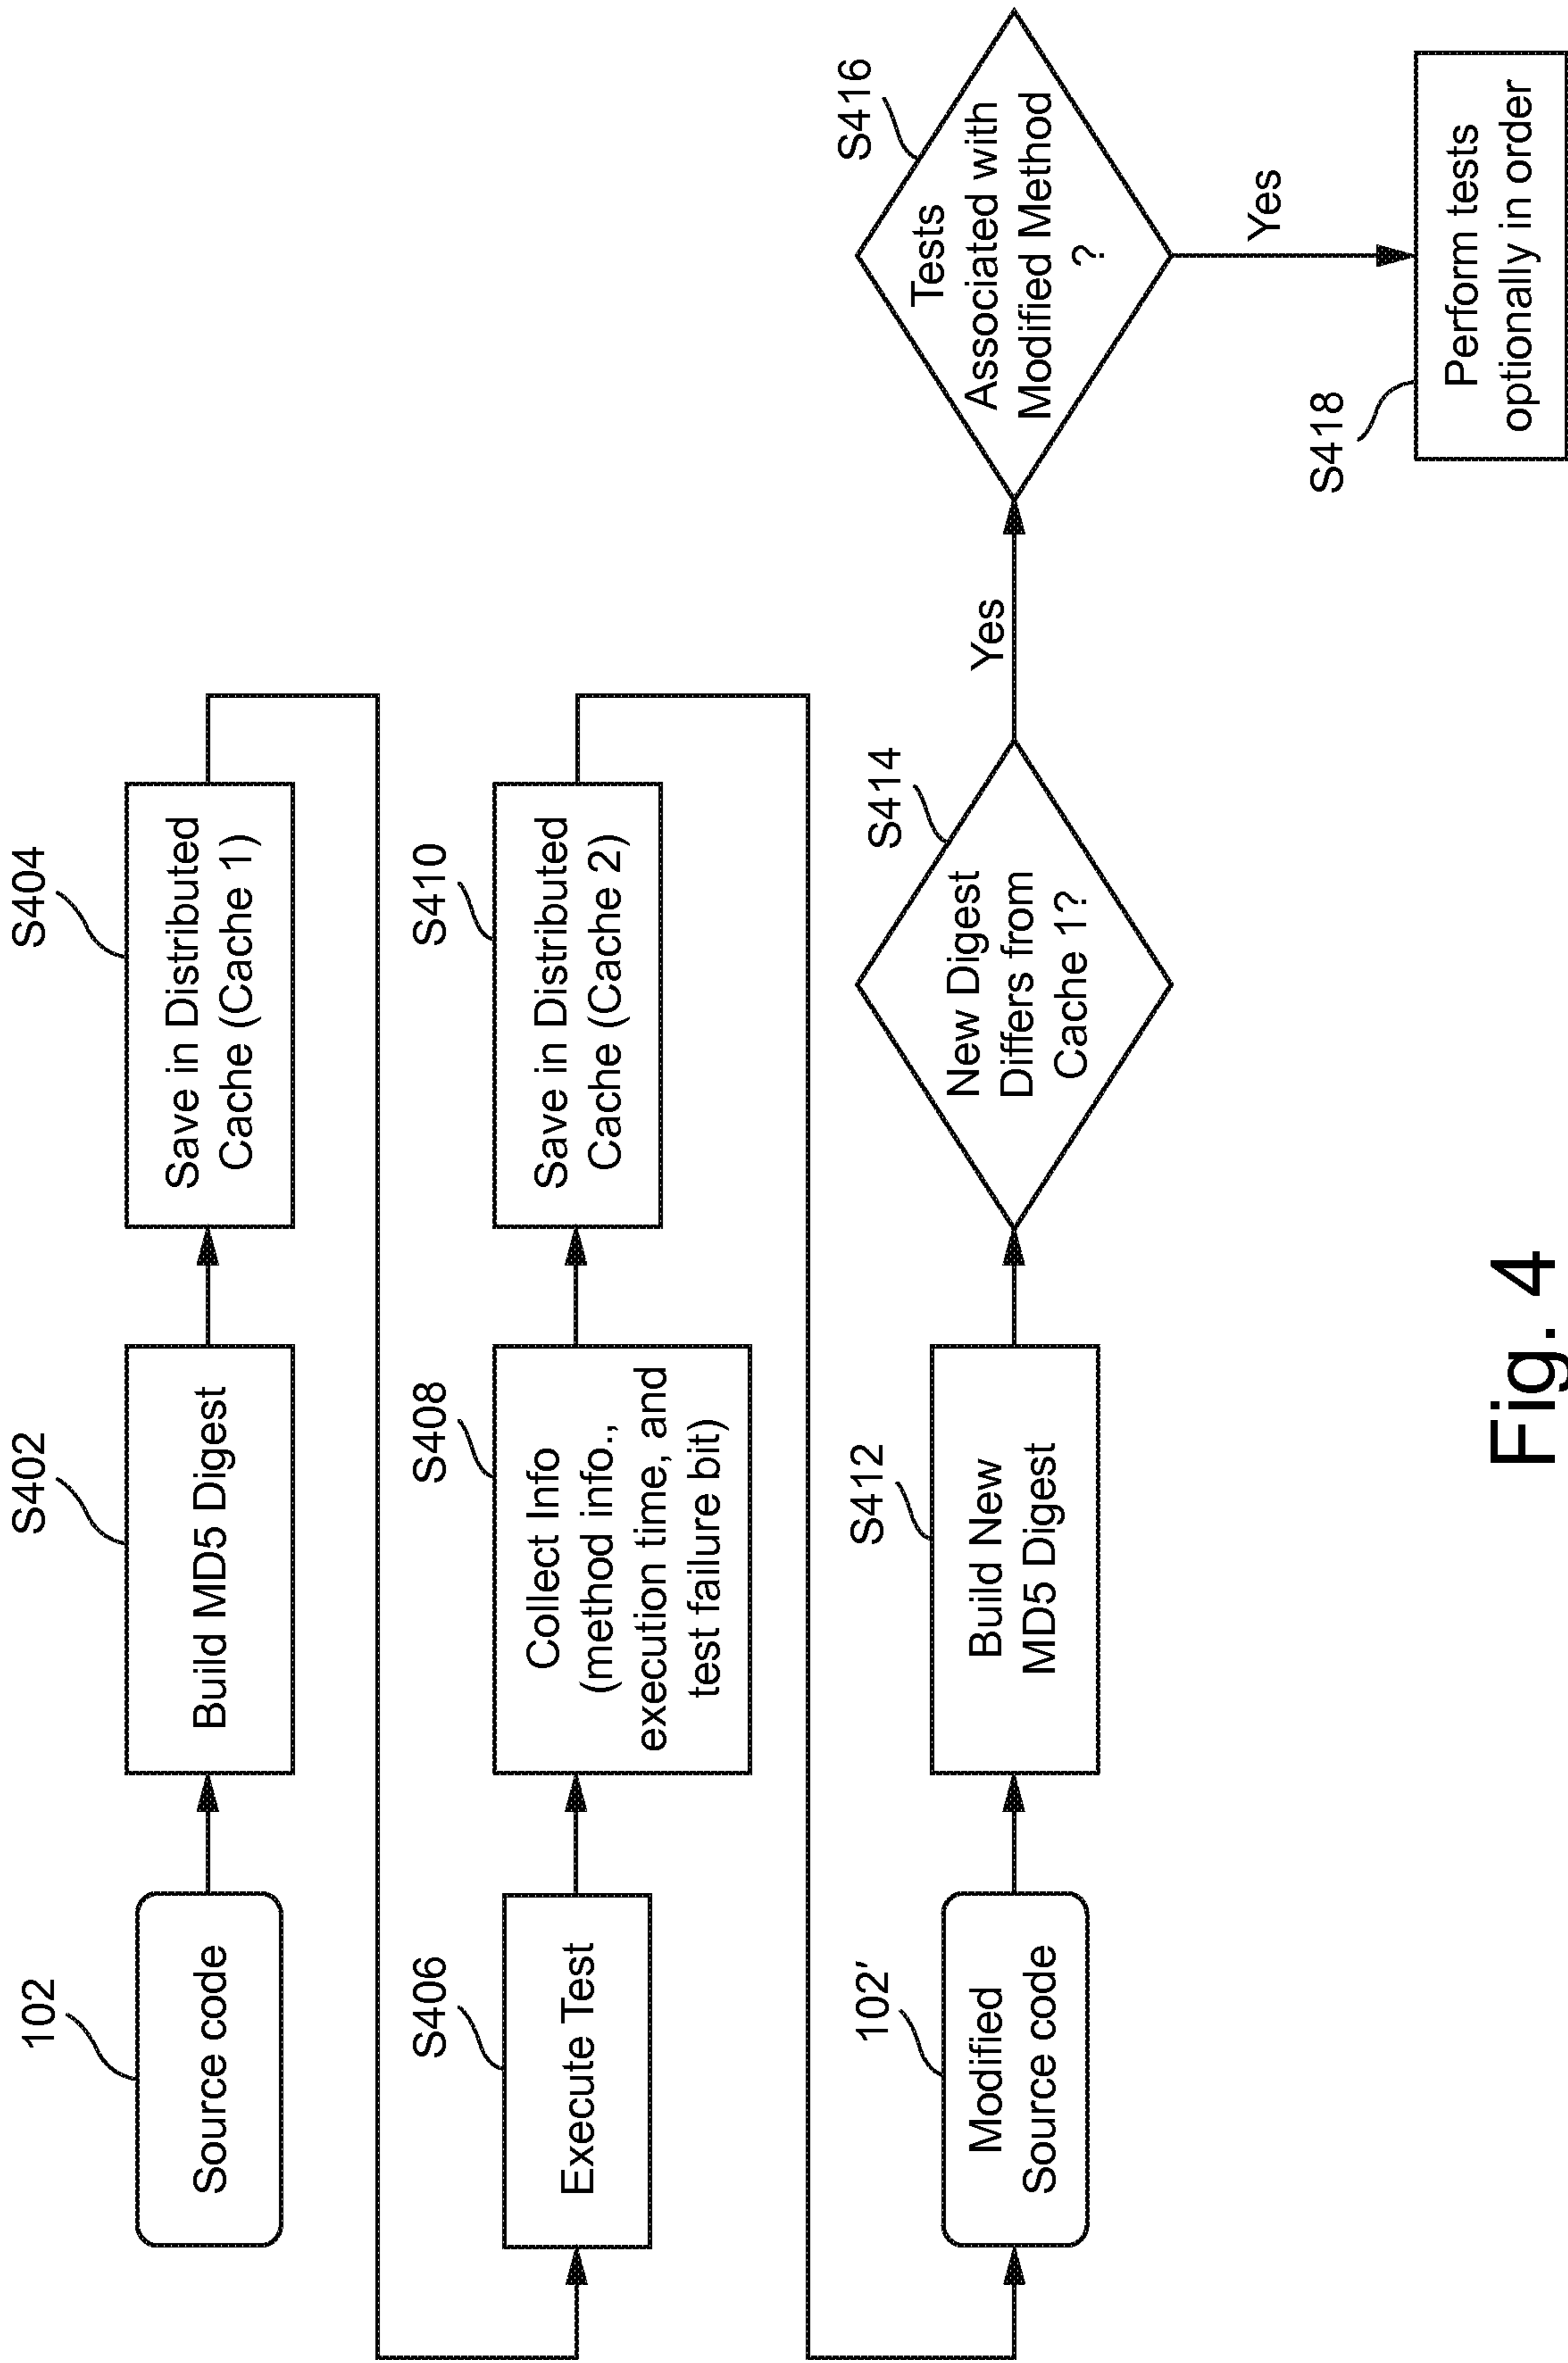 102
Source code
S402
Build MD5 Digest
S404
Save in Distributed
Cache (Cache 1)
S406
Execute Test
S408
Collect Info
(method info.,
execution time, and
test failure bit)
S410
Save in Distributed
Cache (Cache 2)
102′
Modified
Source code
S412
Build New
MD5 Digest
S414
New Digest
Differs from
Cache 1?
Yes
S416
Tests
Associated with
Modified Method
?
Yes
S418
Perform tests
optionally in order
Fig. 4